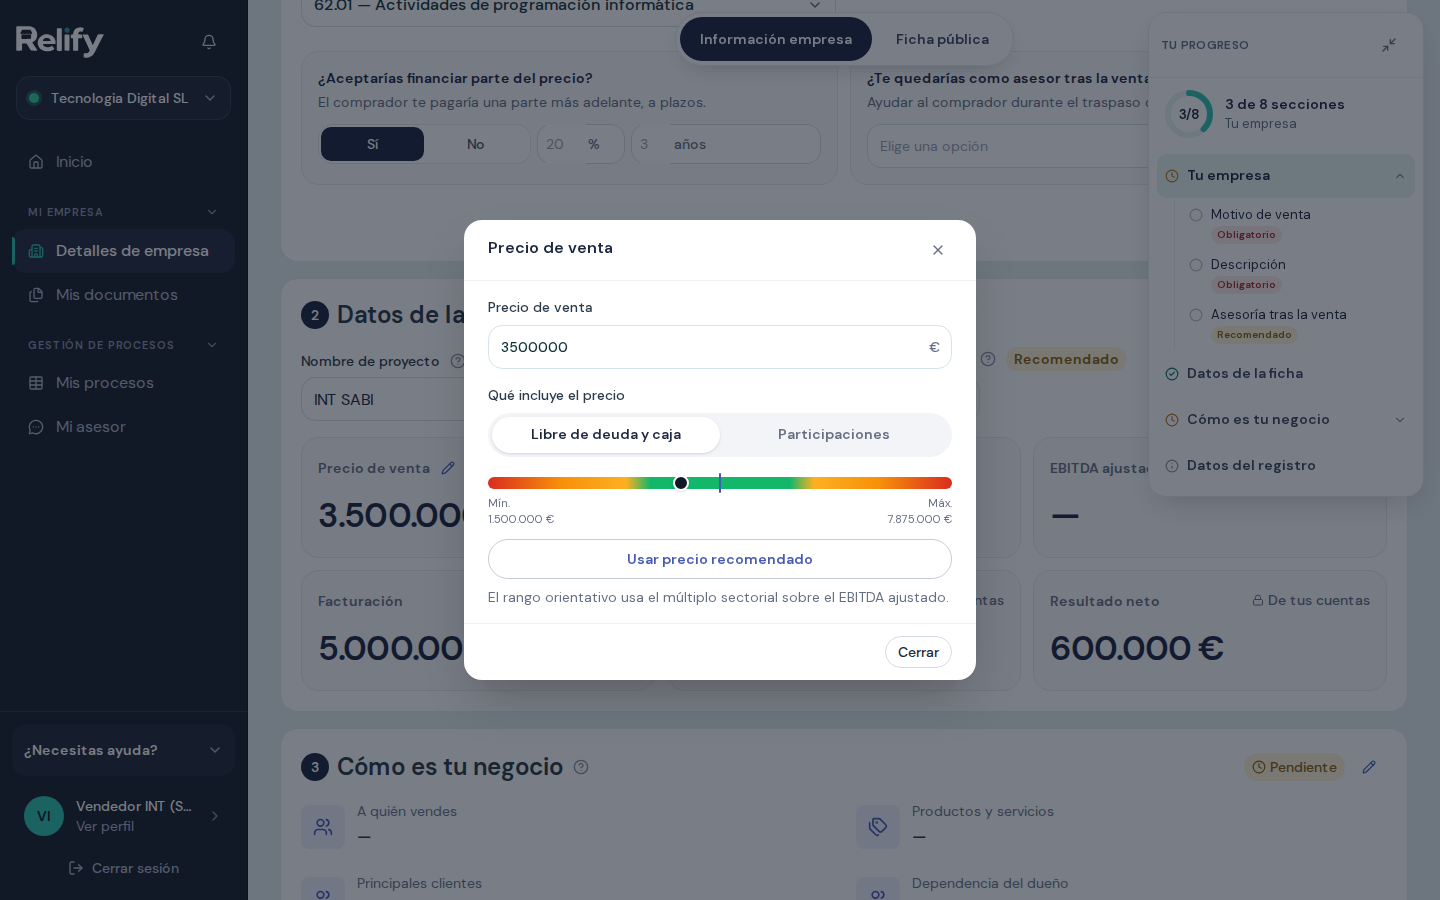 Relify
Tecnologia Digital SL
Inicio
MI EMPRESA
Detalles de empresa
Mis documentos
GESTIÓN DE PROCESOS
Mis procesos
Mi asesor
¿Necesitas ayuda?
VI
Vendedor INT (S...
Ver perfil
Cerrar sesión
62.01 — Actividades de programación informática
Información empresa
Ficha pública
¿Aceptarías financiar parte del precio?
El comprador te pagaría una parte más adelante, a plazos.
Sí
No
20 %
3 años
¿Te quedarías como asesor tras la venta
Ayudar al comprador durante el traspaso
Elige una opción
2 Datos de la
Nombre de proyecto
Recomendado
INT SABI
Precio de venta
3.500.00
EBITDA ajusta
—
Facturación
5.000.00
ntas
Resultado neto
De tus cuentas
600.000 €
3 Cómo es tu negocio
Pendiente
A quién vendes
—
Productos y servicios
—
Principales clientes
Dependencia del dueño
Precio de venta
Precio de venta
3500000 €
Qué incluye el precio
Libre de deuda y caja
Participaciones
Mín. Máx.
1.500.000 € 7.875.000 €
Usar precio recomendado
El rango orientativo usa el múltiplo sectorial sobre el EBITDA ajustado.
Cerrar
TU PROGRESO
3/8
3 de 8 secciones
Tu empresa
Tu empresa
Motivo de venta
Obligatorio
Descripción
Obligatorio
Asesoría tras la venta
Recomendado
Datos de la ficha
Cómo es tu negocio
Datos del registro